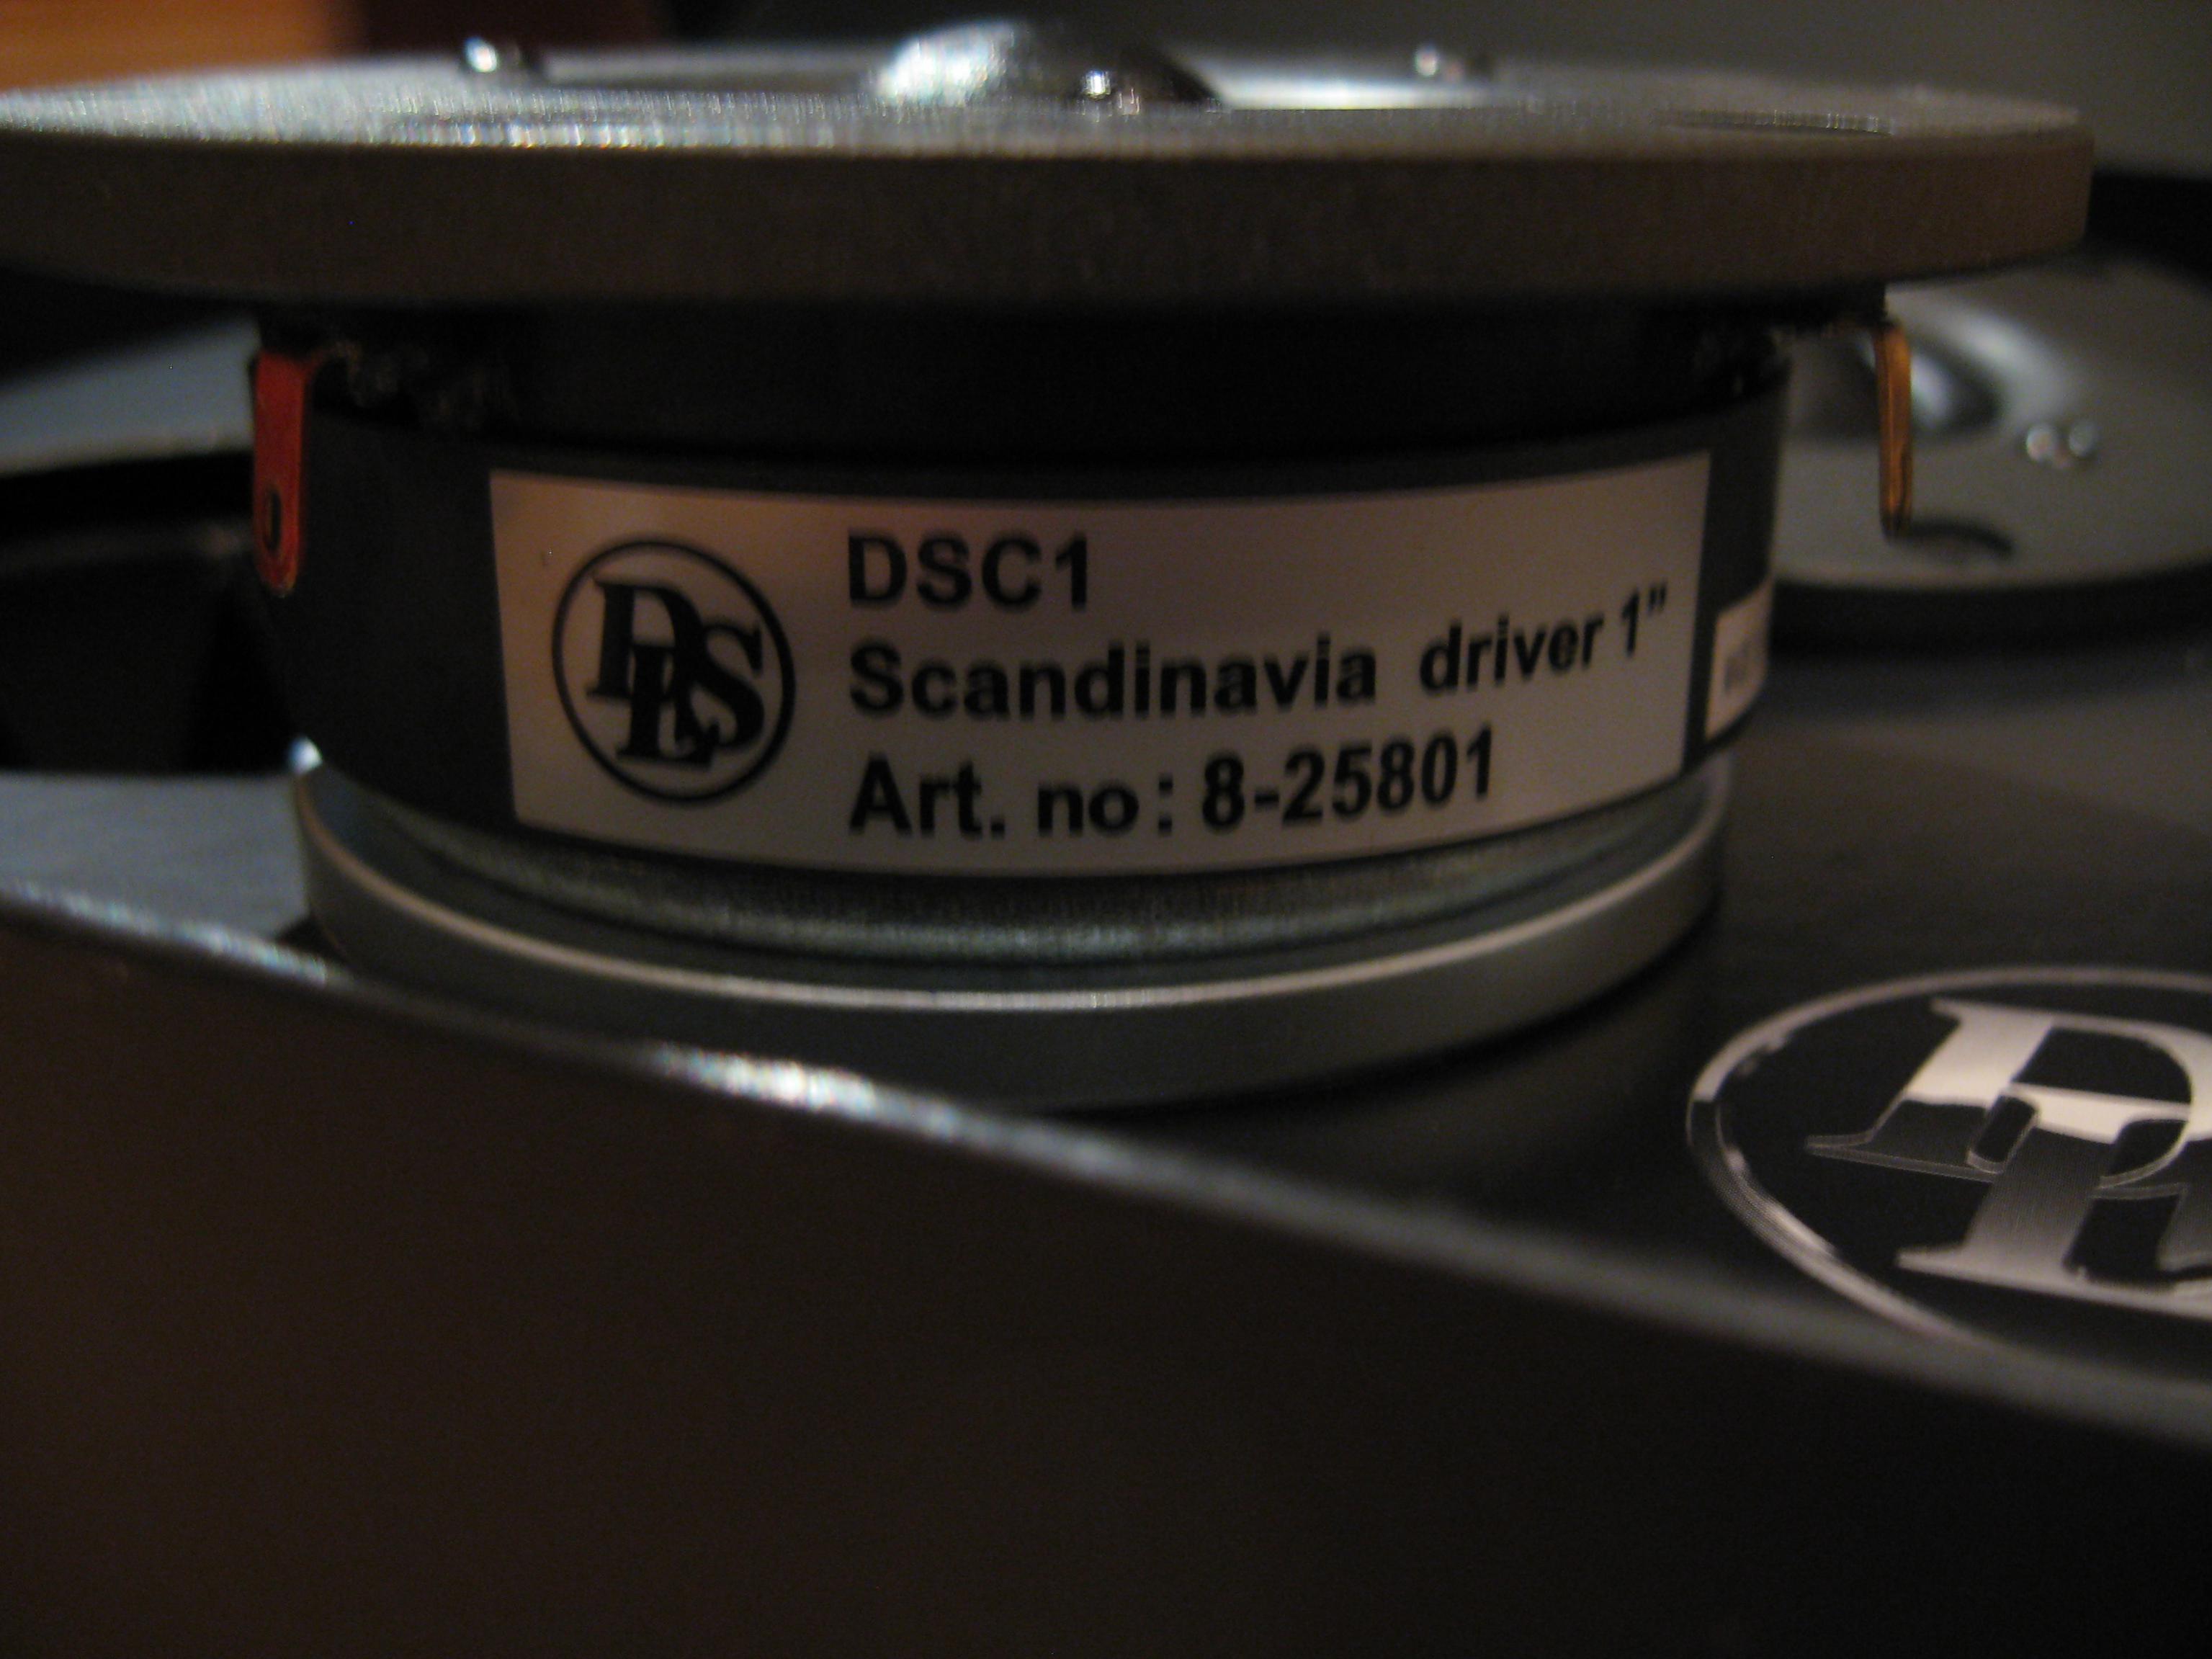 DLS
DSC1
Scandinavia driver 1"
Art. no: 8-25801